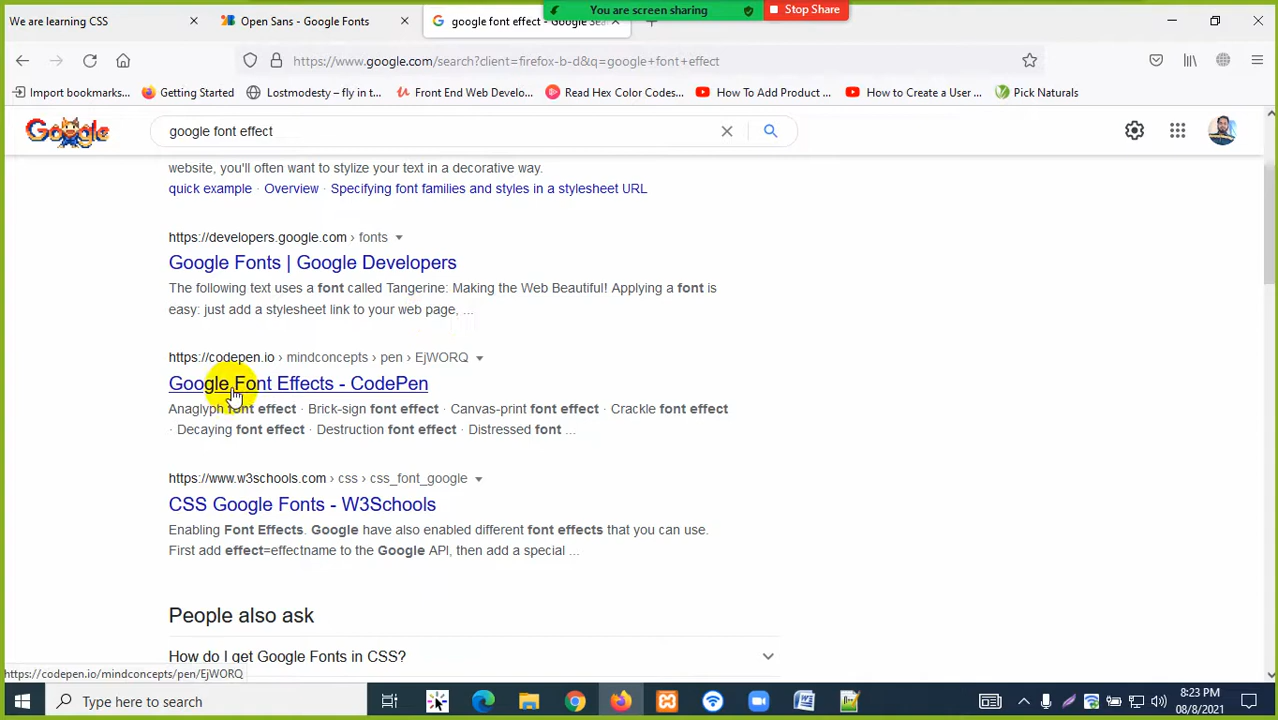 You are screen sharing
Stop Share
We are learning CSS
Open Sans - Google Fonts
google font effect - Google Sea
https://www.google.com/search?client=firefox-b-d&q=google+font+effect
Import bookmarks...
Getting Started
Lostmodesty – fly in t...
Front End Web Develo...
Read Hex Color Codes...
How To Add Product ...
How to Create a User ...
Pick Naturals
Google
google font effect
website, you'll often want to stylize your text in a decorative way.
quick example · Overview · Specifying font families and styles in a stylesheet URL
https://developers.google.com › fonts
Google Fonts | Google Developers
The following text uses a font called Tangerine: Making the Web Beautiful! Applying a font is
easy: just add a stylesheet link to your web page, ...
https://codepen.io › mindconcepts › pen › EjWORQ
Google Font Effects - CodePen
Anaglyph font effect · Brick-sign font effect · Canvas-print font effect · Crackle font effect
· Decaying font effect · Destruction font effect · Distressed font ...
https://www.w3schools.com › css › css_font_google
CSS Google Fonts - W3Schools
Enabling Font Effects. Google have also enabled different font effects that you can use.
First add effect=effectname to the Google API, then add a special ...
People also ask
How do I get Google Fonts in CSS?
https://codepen.io/mindconcepts/pen/EjWORQ
Type here to search
8:23 PM
08/8/2021